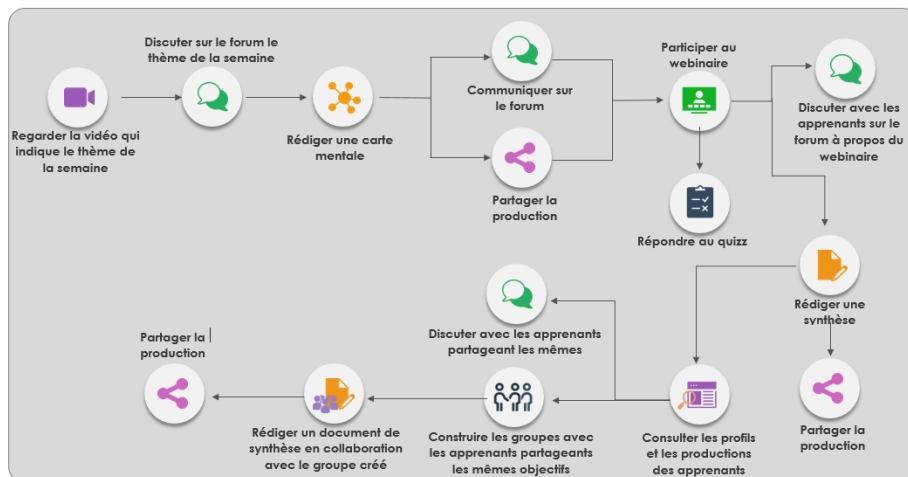 Discuter sur le forum le
thème de la semaine
Regarder la vidéo qui
indique le thème de
la semaine
Rédiger une carte
mentale
Communiquer sur
le forum
Partager la
production
Participer au
webinaire
Répondre au quizz
Discuter avec les
apprenants sur le
forum à propos du
webinaire
Rédiger une
synthèse
Partager la
production
Discuter avec les apprenants
partageant les mêmes
Consulter les profils
et les productions
des apprenants
Construire les groupes avec
les apprenants partageants
les mêmes objectifs
Rédiger un document de
synthèse en collaboration
avec le groupe créé
Partager la
production